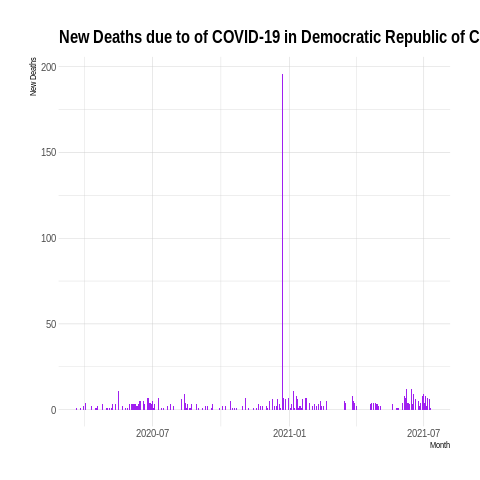 New Deaths due to of COVID-19 in Democratic Republic of C
New Deaths
200
150
100
50
0
2020-07
2021-01
2021-07
Month